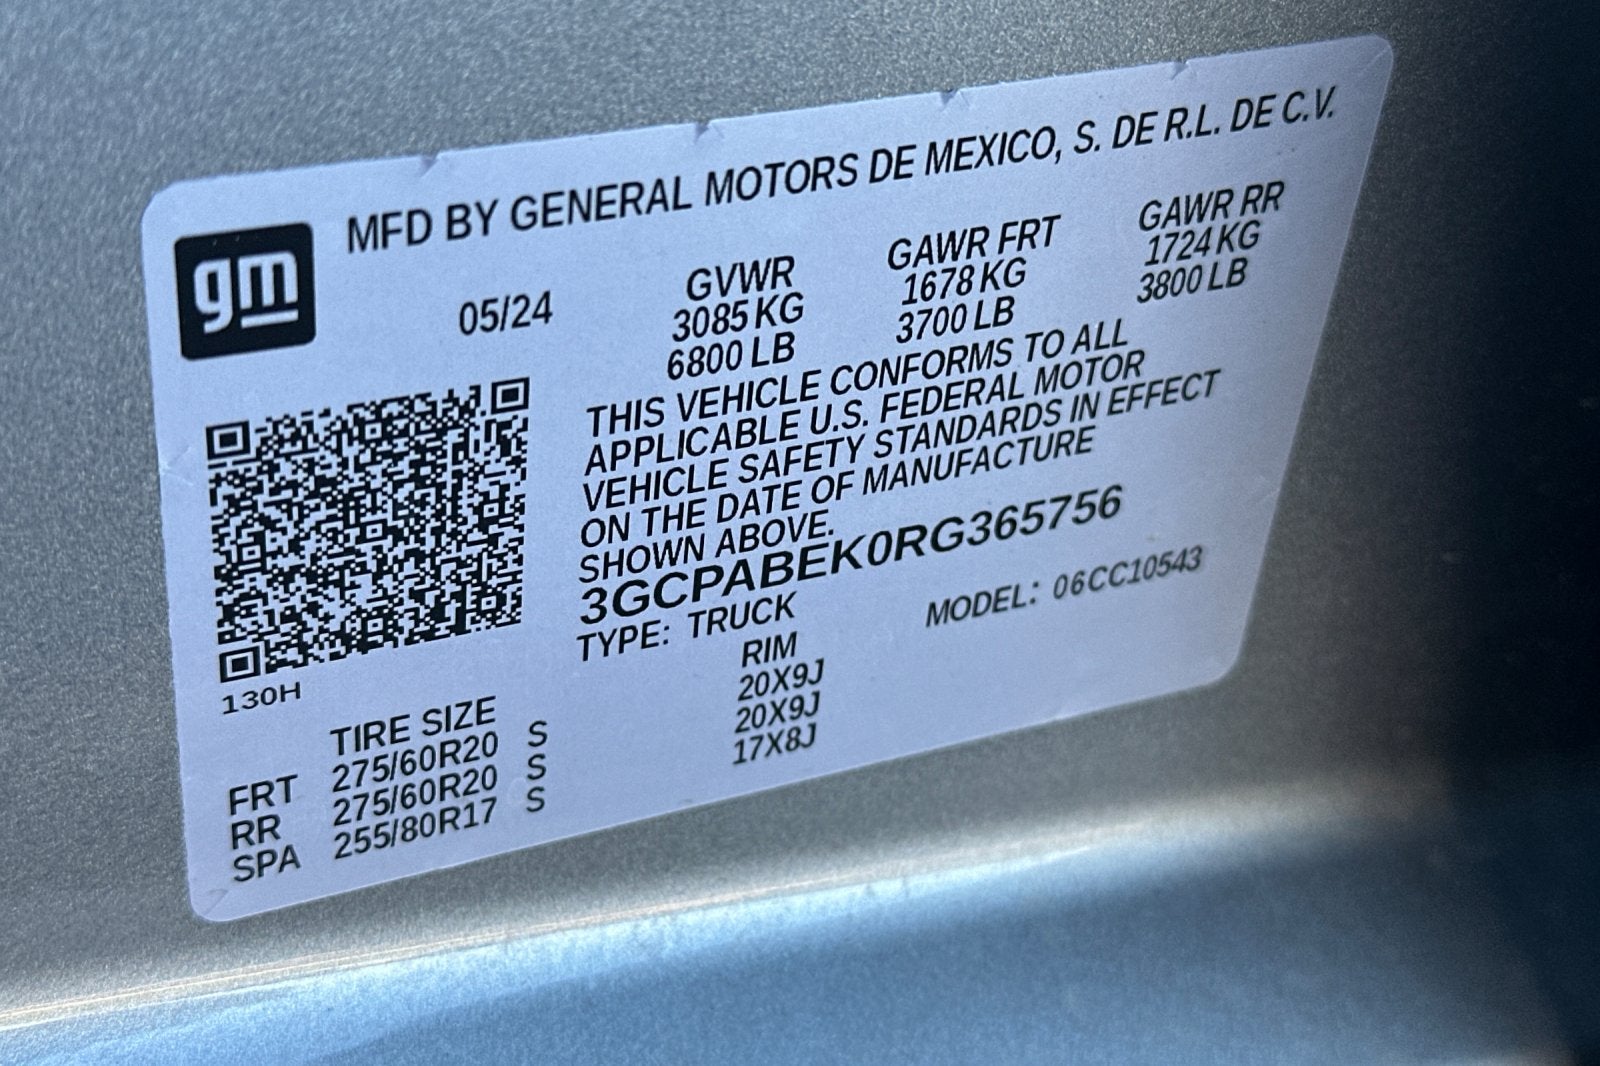 MFD BY GENERAL MOTORS DE MEXICO, S. DE R.L. DE C.V.
gm
05/24
GVWR GAWR FRT GAWR RR
3085 KG 1678 KG 1724 KG
6800 LB 3700 LB 3800 LB
THIS VEHICLE CONFORMS TO ALL
APPLICABLE U.S. FEDERAL MOTOR
VEHICLE SAFETY STANDARDS IN EFFECT
ON THE DATE OF MANUFACTURE
SHOWN ABOVE.
3GCPABEK0RG365756
TYPE: TRUCK MODEL: 06CC10543
130H
TIRE SIZE RIM
FRT 275/60R20 S 20X9J
RR 275/60R20 S 20X9J
SPA 255/80R17 S 17X8J